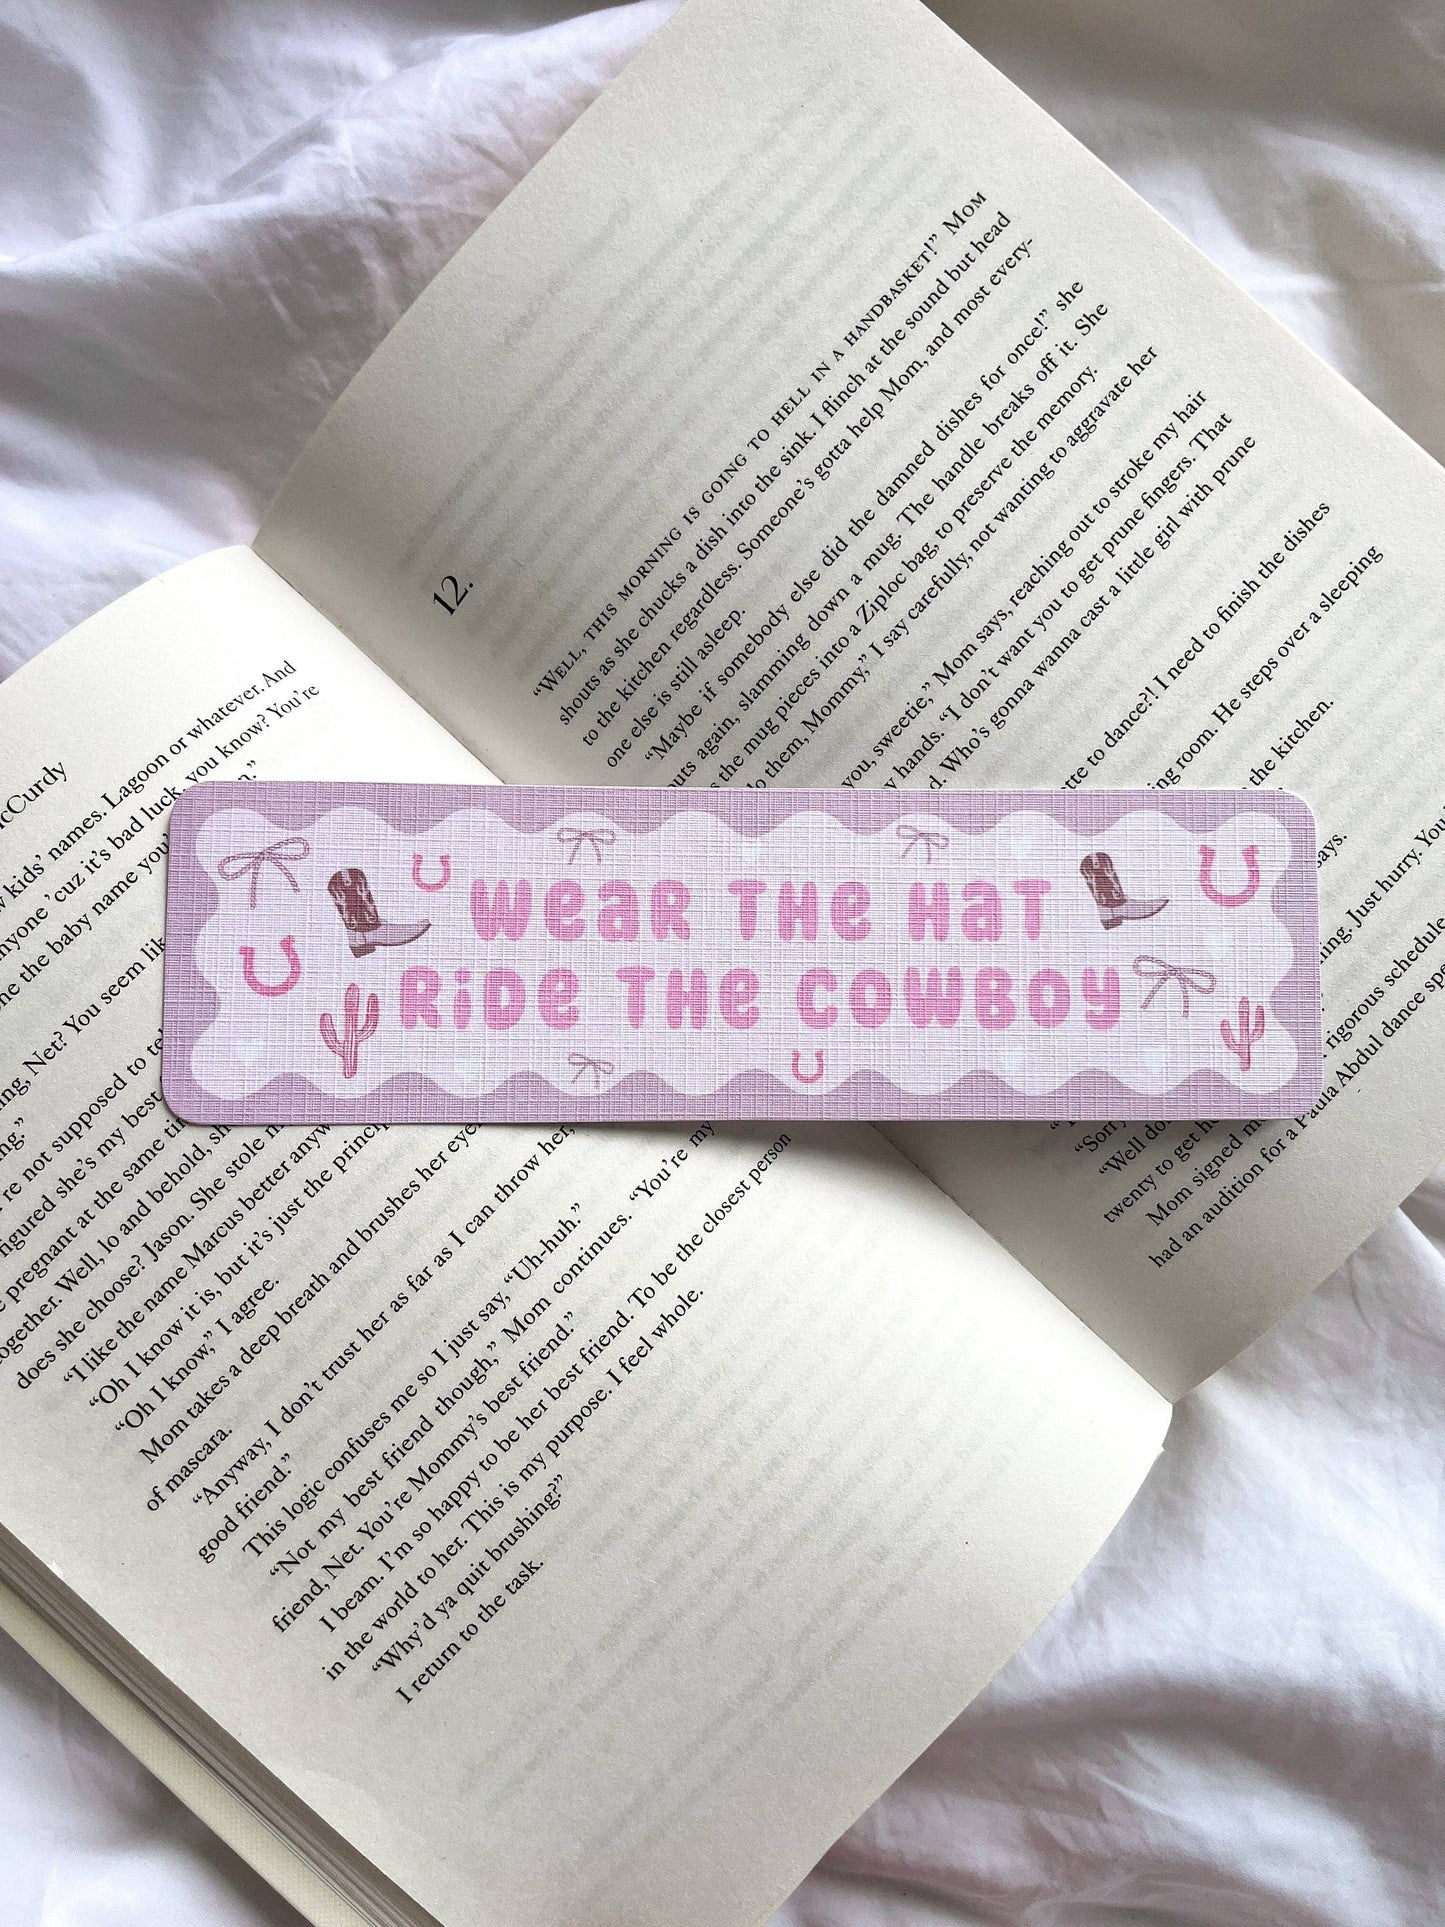 WEAR THE HAT
RIDE THE COWBOY
12.
“WELL, THIS MORNING IS GOING TO HELL IN A HANDBASKET!” MOM
shouts as she chucks a dish into the sink. I flinch at the sound but head
to the kitchen regardless. Someone’s gotta help Mom, and most every-
one else is still asleep.
“Maybe if somebody else did the damned dishes for once!” she
again, slamming down a mug. The handle breaks off it. She
the mug pieces into a Ziploc bag, to preserve the memory.
them, Mommy,” I say carefully, not wanting to aggravate her
you, sweetie,” Mom says, reaching out to stroke my hair
hands. “I don’t want you to get prune fingers. That
Who’s gonna wanna cast a little girl with prune
to dance?! I need to finish the dishes
room. He steps over a sleeping
the kitchen.
says.
Just hurry. You
rigorous schedule
Paula Abdul dance
“Well
twenty to get
Mom signed
had an audition for a
kids’ names. Lagoon or whatever. And
’cuz it’s bad luck, you know? You’re
the baby name
Net? You seem
not supposed to
figured she’s my best
pregnant at the same
together. Well, lo and behold,
does she choose? Jason. She stole
“I like the name Marcus better
“Oh I know it is, but it’s just the
“Oh I know,” I agree.
Mom takes a deep breath and brushes her
of mascara.
“Anyway, I don’t trust her as far as I can throw her,
good friend.”
This logic confuses me so I just say, “Uh-huh.”
“Not my best friend though,” Mom continues. “You’re my
friend, Net. You’re Mommy’s best friend.”
I beam. I’m so happy to be her best friend. To be the closest person
in the world to her. This is my purpose. I feel whole.
“Why’d ya quit brushing?”
I return to the task.